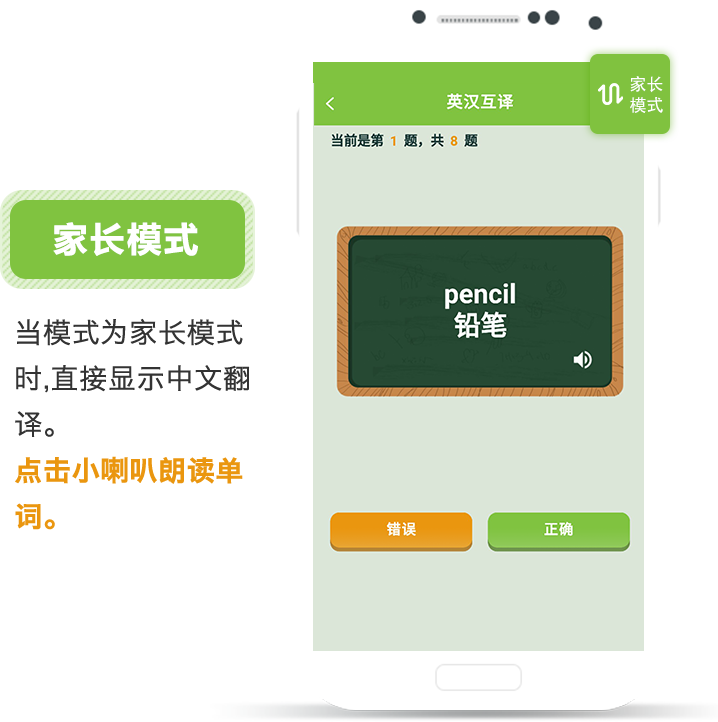 英汉互译
家长
模式
当前是第 1 题，共 8 题
家长模式
pencil
铅笔
当模式为家长模式
时,直接显示中文翻
译。
点击小喇叭朗读单
词。
错误
正确